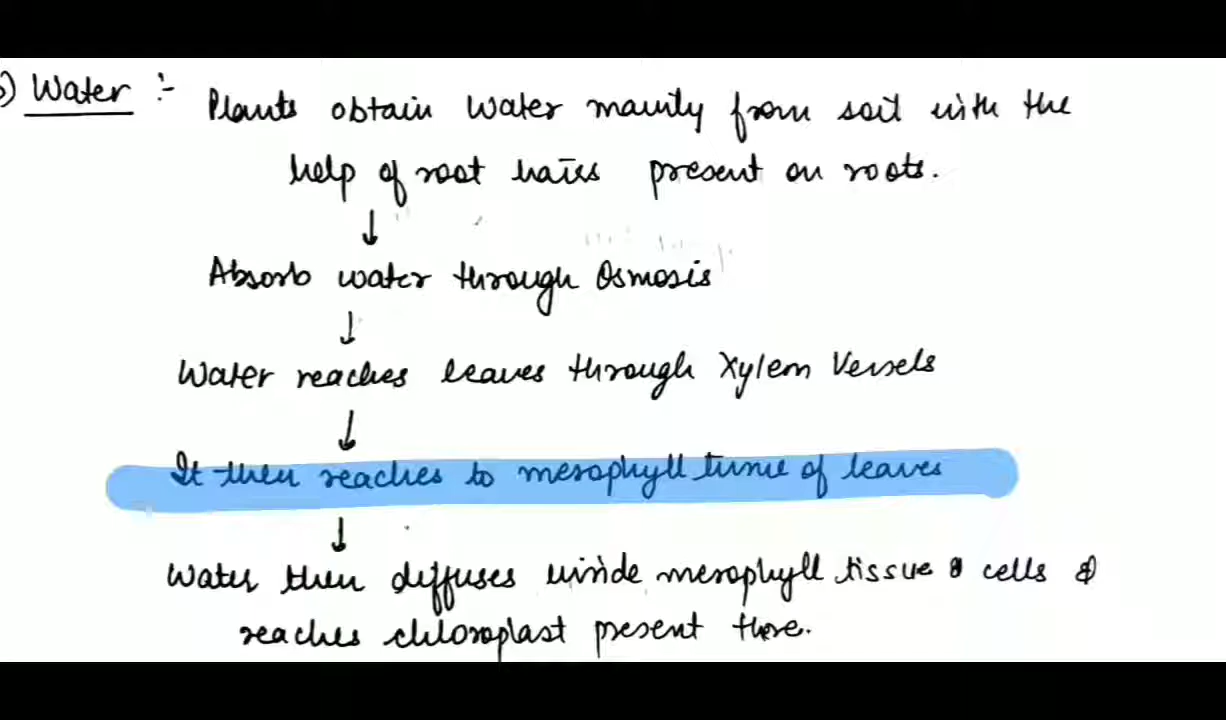 ) Water :-
Plants obtain water mainly from soil with the
help of root hairs present on roots.
↓
Absorb water through Osmosis
↓
Water reaches leaves through Xylem Vessels
↓
It then reaches to mesophyll tissue of leaves
↓
Water then diffuses inside mesophyll tissue cells &
reaches chloroplast present there.